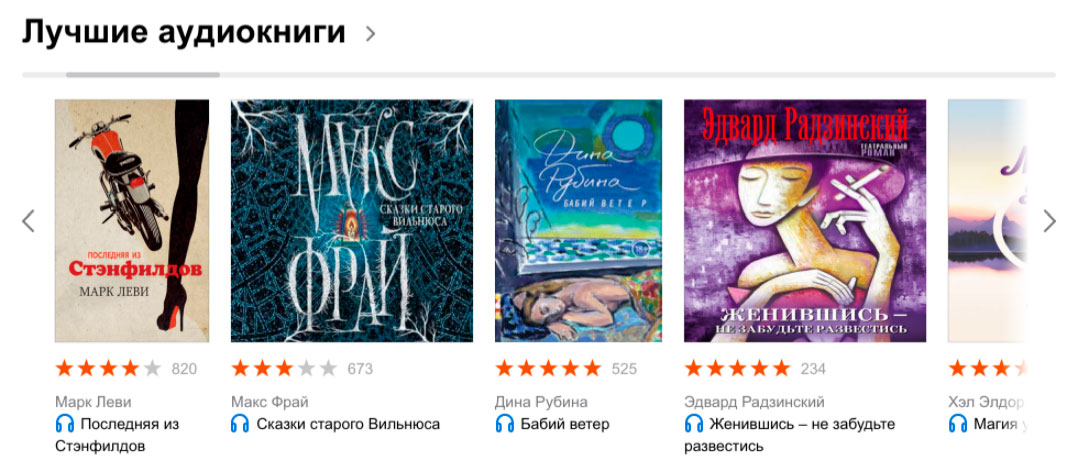 Лучшие аудиокниги
ПОСЛЕДНЯЯ ИЗ
Стэнфилдов
МАРК ЛЕВИ
МАКС
ФРАЙ
СКАЗКИ СТАРОГО
ВИЛЬНЮСА
Дина
Рубина
БАБИЙ ВЕТЕР
18+
Эдвард Радзинский
ТЕАТРАЛЬНЫЙ
РОМАН
ЖЕНИВШИСЬ –
НЕ ЗАБУДЬТЕ РАЗВЕСТИСЬ
820
673
525
234
Марк Леви
Последняя из
Стэнфилдов
Макс Фрай
Сказки старого Вильнюса
Дина Рубина
Бабий ветер
Эдвард Радзинский
Женившись – не забудьте
развестись
Хэл Элдор
Магия